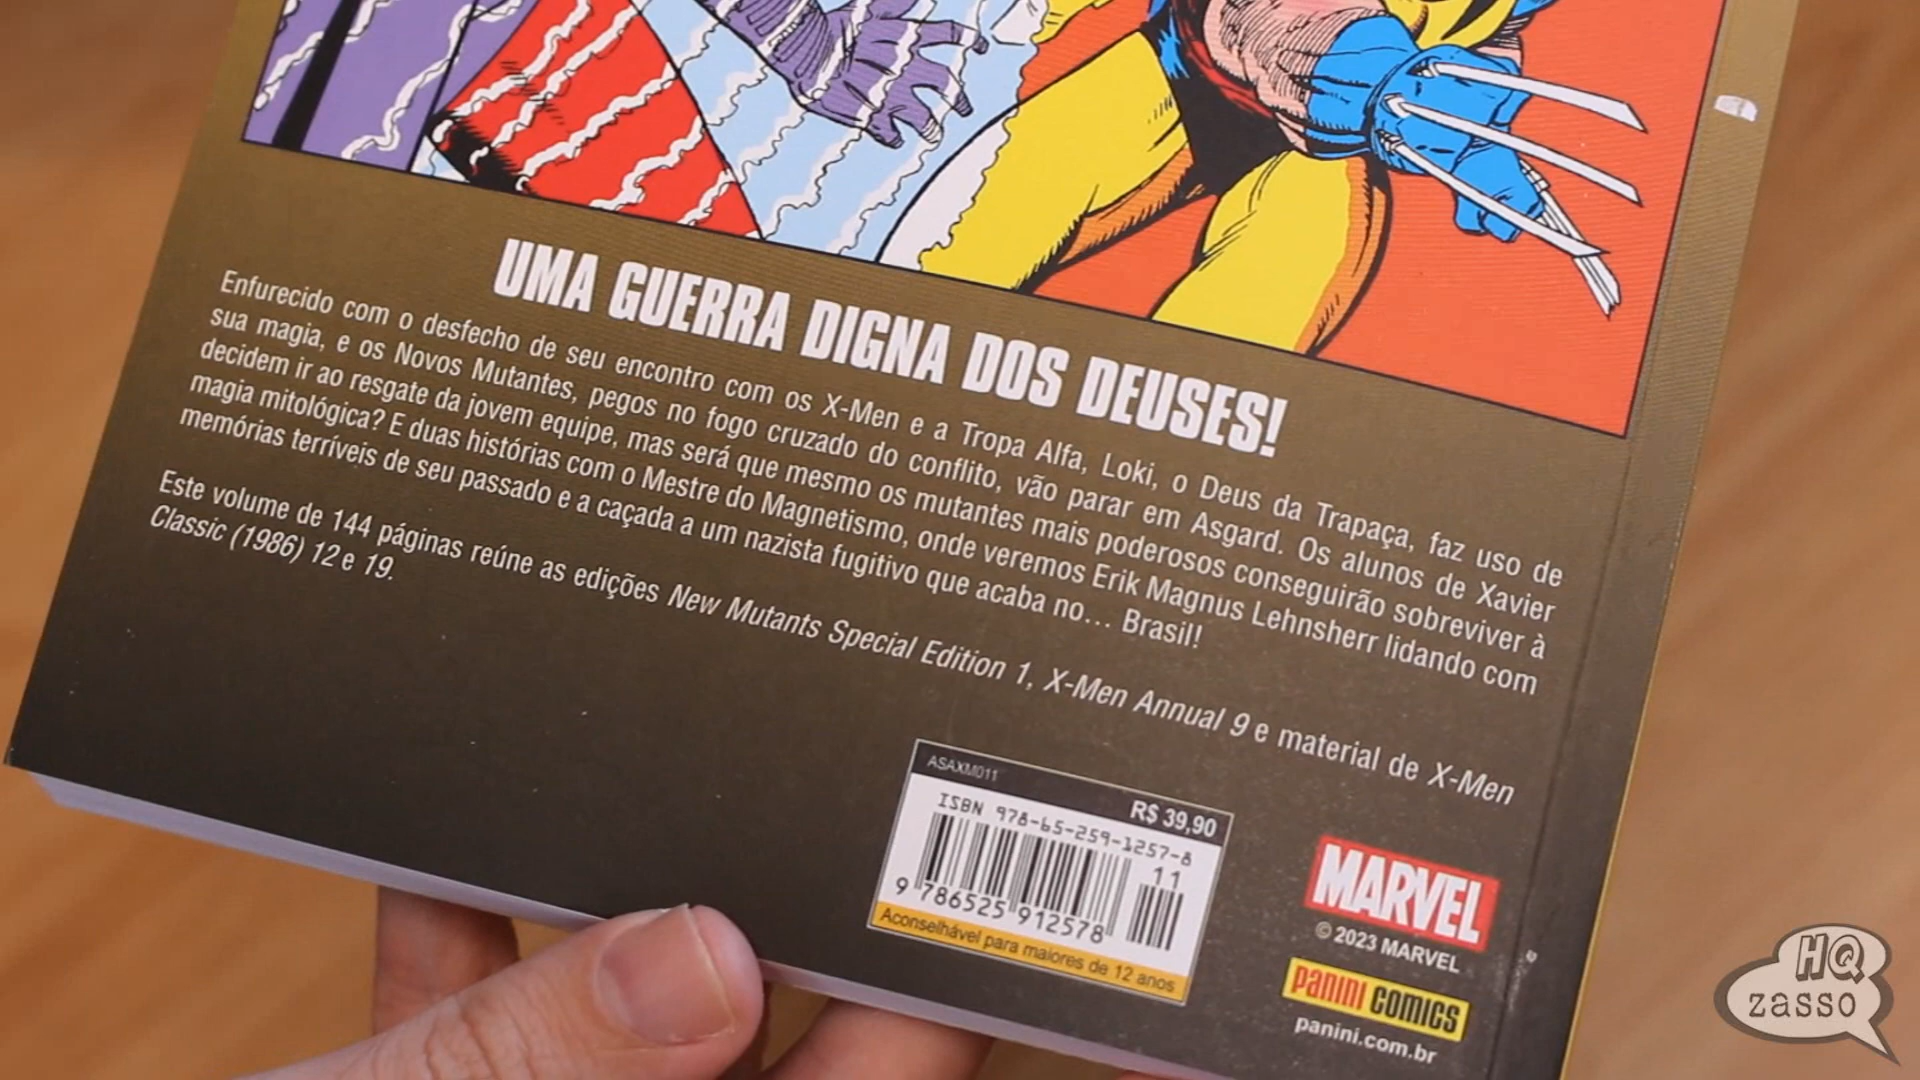 UMA GUERRA DIGNA DOS DEUSES!
Enfurecido com o desfecho de seu encontro com os X-Men e a Tropa Alfa, Loki, o Deus da Trapaça, faz uso de
sua magia, e os Novos Mutantes, pegos no fogo cruzado do conflito, vão parar em Asgard. Os alunos de Xavier
decidem ir ao resgate da jovem equipe, mas será que mesmo os mutantes mais poderosos conseguirão sobreviver à
magia mitológica? E duas histórias com o Mestre do Magnetismo, onde veremos Erik Magnus Lehnsherr lidando com
memórias terríveis de seu passado e a caçada a um nazista fugitivo que acaba no... Brasil!
Este volume de 144 páginas reúne as edições New Mutants Special Edition 1, X-Men Annual 9 e material de X-Men
Classic (1986) 12 e 19.
ASAXM011
R$ 39,90
ISBN 978-65-259-1257-8
11
9 786525 912578
Aconselhável para maiores de 12 anos
MARVEL
© 2023 MARVEL
PANINI COMICS
panini.com.br
HQ
zasso